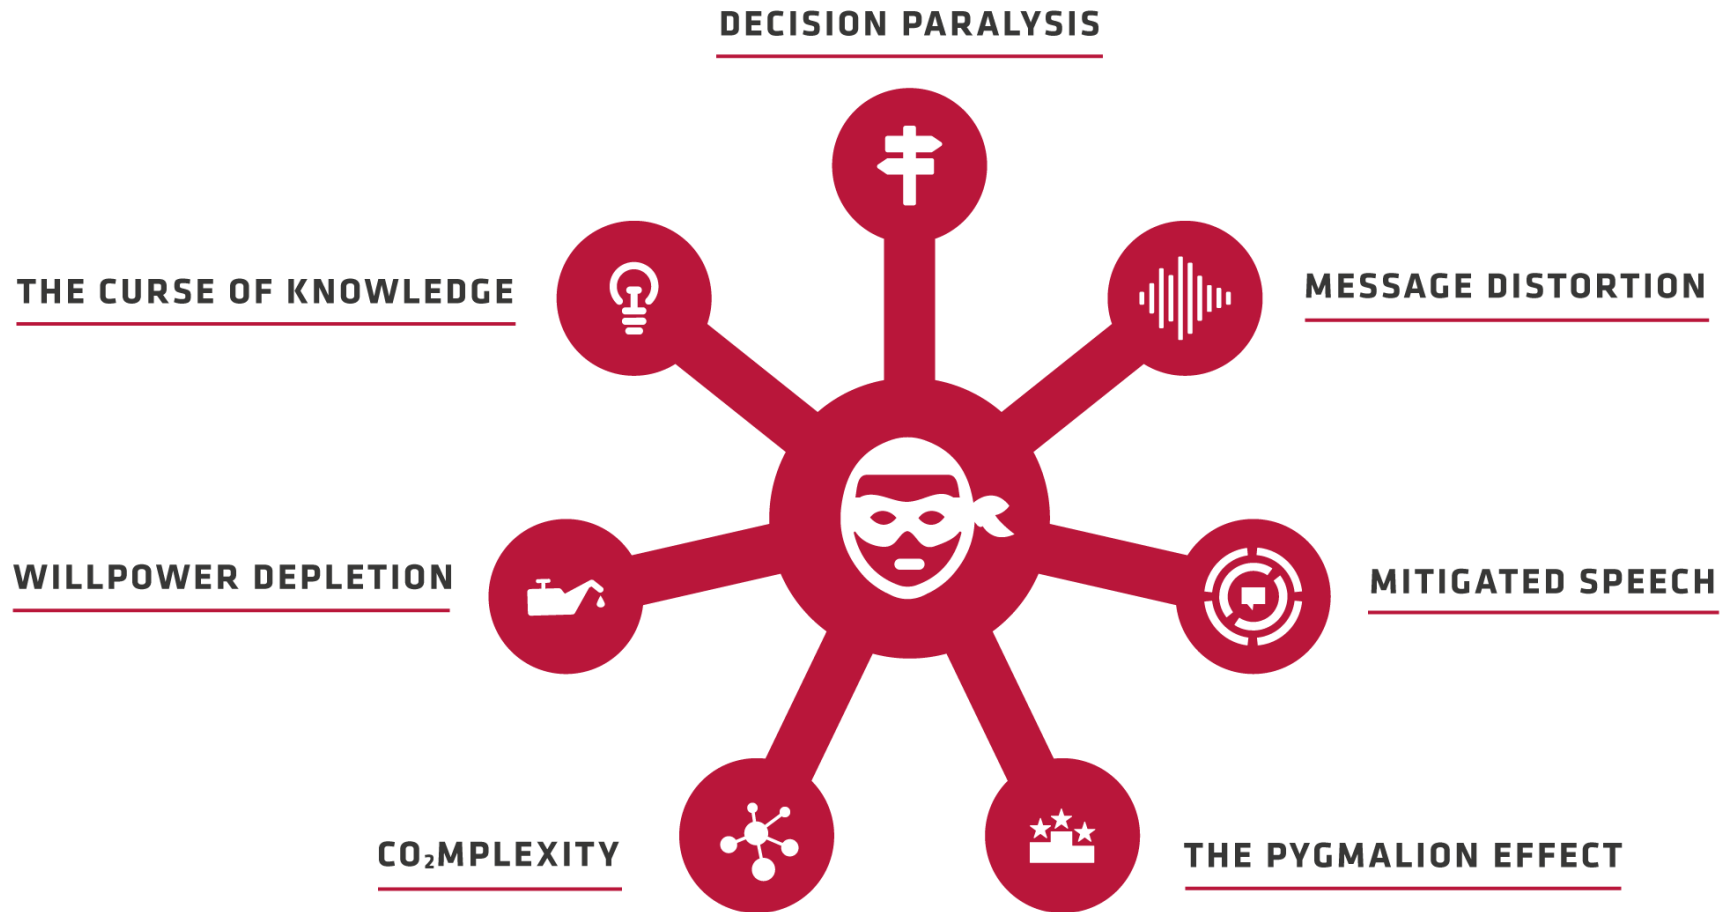 DECISION PARALYSIS
THE CURSE OF KNOWLEDGE
MESSAGE DISTORTION
WILLPOWER DEPLETION
MITIGATED SPEECH
CO₂MPLEXITY
THE PYGMALION EFFECT